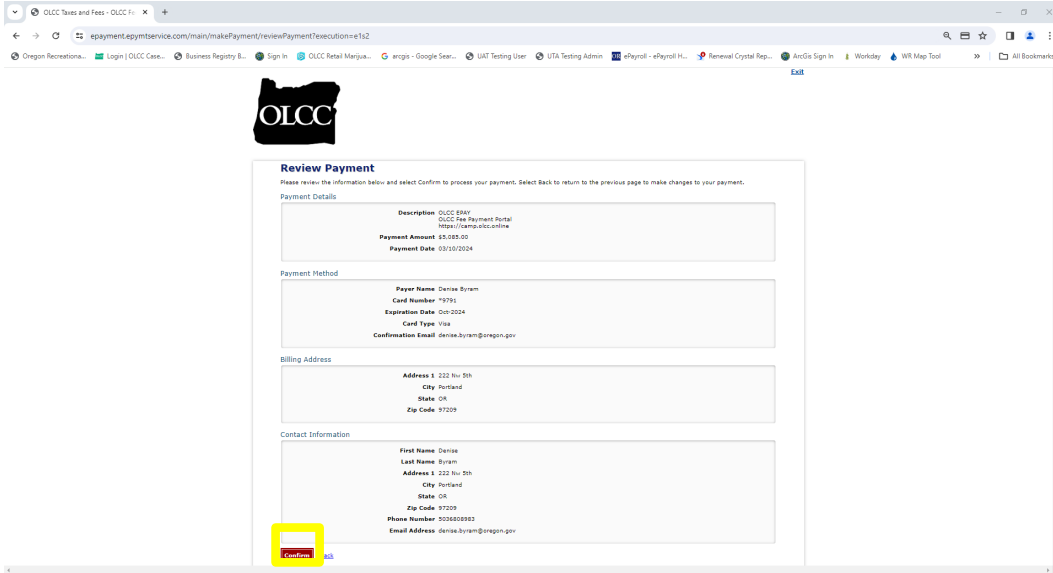 OLCC Taxes and Fees - OLCC Fe
epayment.epymtservice.com/main/makePayment/reviewPayment?execution=e1s2
Oregon Recreationa... Login | OLCC Case... Business Registry B... Sign In OLCC Retail Marijua... arcgis - Google Sear... UAT Testing User UTA Testing Admin ePayroll - ePayroll H... Renewal Crystal Rep... ArcGis Sign In Workday WR Map Tool » All Bookmarks
Exit
OLCC
Review Payment
Please review the information below and select Confirm to process your payment. Select Back to return to the previous page to make changes to your payment.
Payment Details
Description OLCC EPAY
OLCC Fee Payment Portal
https://camp.olcc.online
Payment Amount $5,085.00
Payment Date 03/10/2024
Payment Method
Payer Name Denise Byram
Card Number *9791
Expiration Date Oct-2024
Card Type Visa
Confirmation Email denise.byram@oregon.gov
Billing Address
Address 1 222 Nw 5th
City Portland
State OR
Zip Code 97209
Contact Information
First Name Denise
Last Name Byram
Address 1 222 Nw 5th
City Portland
State OR
Zip Code 97209
Phone Number 5036808983
Email Address denise.byram@oregon.gov
Confirm ack